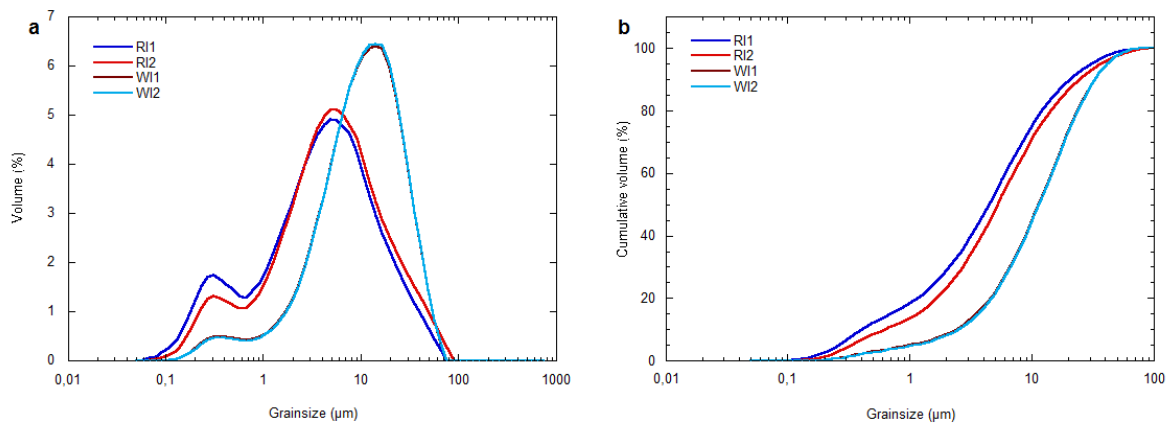 a
RI1
RI2
WI1
WI2
Volume (%)
7
6
5
4
3
2
1
0
0,01
0,1
1
10
100
1000
Grainsize (µm)
b
RI1
RI2
WI1
WI2
Cumulative volume (%)
100
80
60
40
20
0
0,01
0,1
1
10
100
Grainsize (µm)